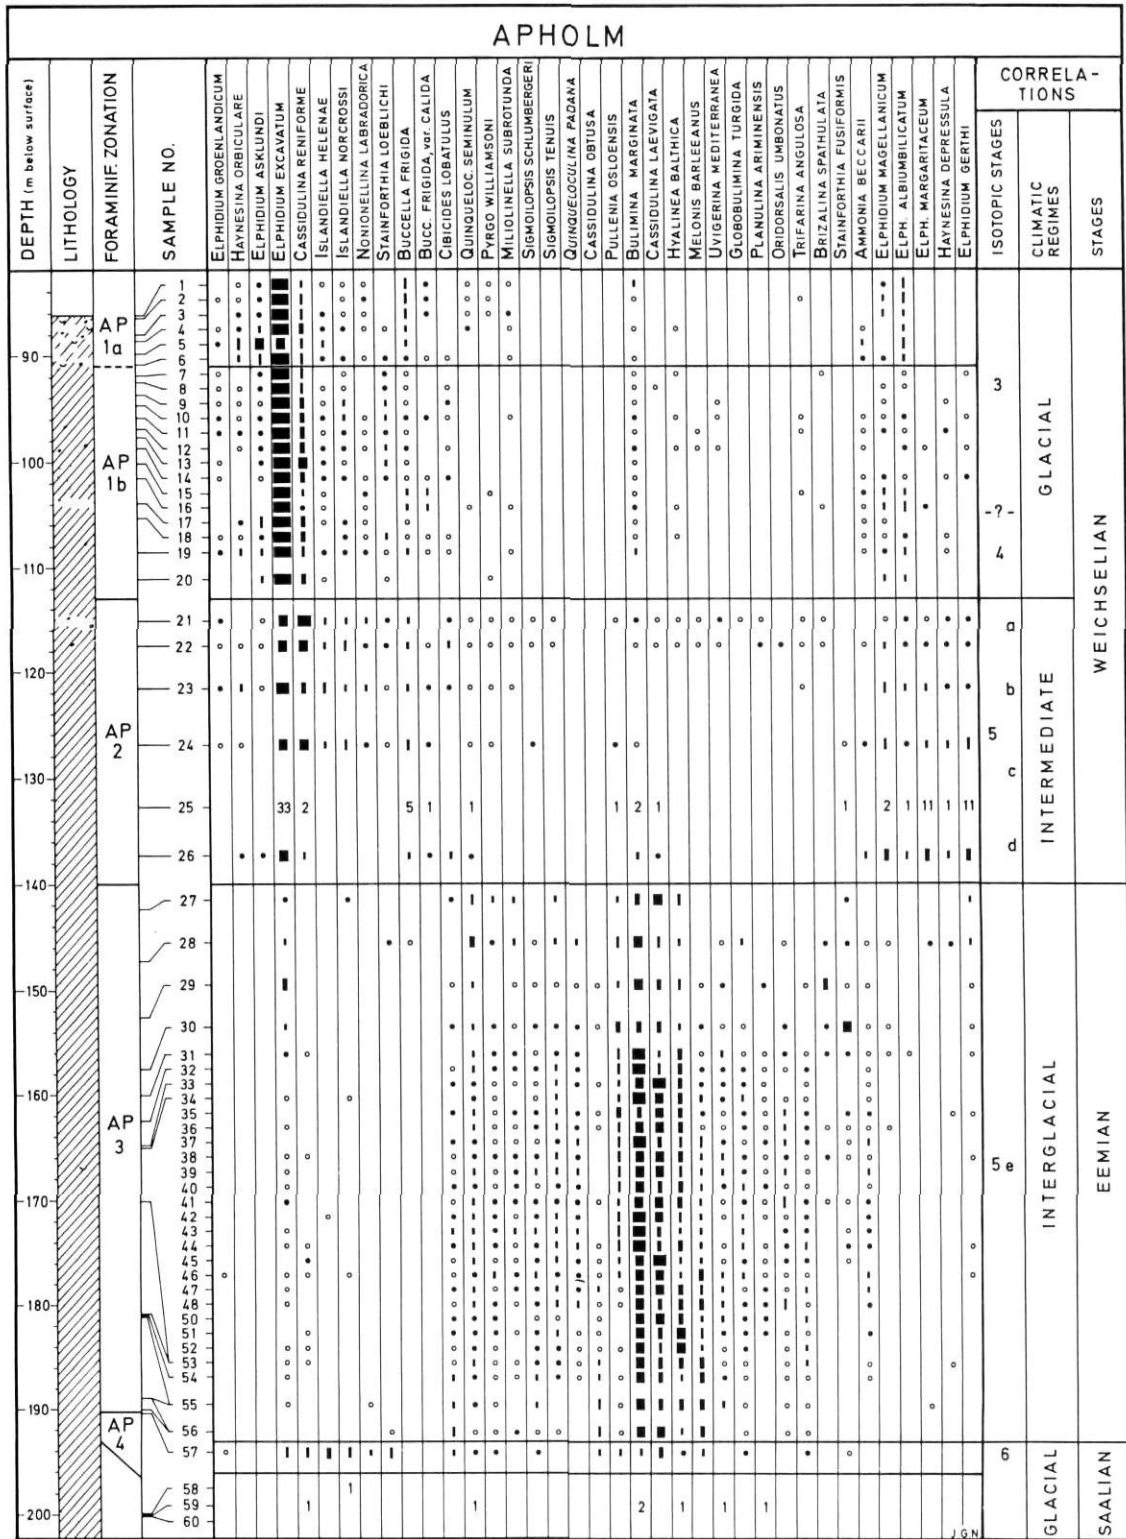 APHOLM
DEPTH (m below surface)
LITHOLOGY
FORAMINIF. ZONATION
SAMPLE NO.
ELPHIDIUM GROENLANDICUM
HAYNESINA ORBICULARE
ELPHIDIUM ASKLUNDI
ELPHIDIUM EXCAVATUM
CASSIDULINA RENIFORME
ISLANDIELLA HELENAE
ISLANDIELLA NORCROSSI
NONIONELLINA LABRADORICA
STAINFORTHIA LOEBLICHI
BUCCELLA FRIGIDA
BUCC. FRIGIDA, var. CALIDA
CIBICIDES LOBATULUS
QUINQUELOC. SEMINULUM
PYRGO WILLIAMSONI
MILIOLINELLA SUBROTUNDA
SIGMOILOPSIS SCHLUMBERGERI
SIGMOILOPSIS TENUIS
QUINQUELOCULINA PADANA
CASSIDULINA OBTUSA
PULLENIA OSLOENSIS
BULIMINA MARGINATA
CASSIDULINA LAEVIGATA
HYALINEA BALTHICA
MELONIS BARLEEANUS
UVIGERINA MEDITERRANEA
GLOBOBULIMINA TURGIDA
PLANULINA ARIMINENSIS
ORIDORSALIS UMBONATUS
TRIFARINA ANGULOSA
BRIZALINA SPATHULATA
STAINFORTHIA FUSIFORMIS
AMMONIA BECCARII
ELPHIDIUM MAGELLANICUM
ELPH. ALBIUMBILICATUM
ELPH. MARGARITACEUM
HAYNESINA DEPRESSULA
ELPHIDIUM GERTHI
CORRELA-
TIONS
ISOTOPIC STAGES
CLIMATIC
REGIMES
STAGES
1
2
3
AP
1a
4
5
-90
6
7
3
8
9
10
11
12
-100
AP
1b
13
14
15
16
-?-
17
18
19
4
-110
20
GLACIAL
WEICHSELIAN
21
a
22
-120
23
b
AP
2
24
5
-130
c
25
33 2 5 1 1 1 2 1 1 2 1 11 1 11
26
d
INTERMEDIATE
-140
27
28
-150
29
30
31
32
-160
33
34
35
AP
3
36
37
38
5e
39
40
-170
41
42
43
44
45
46
47
-180
48
50
51
52
53
54
-190
55
INTERGLACIAL
EEMIAN
AP
4
56
57
6
58
1
59
1 1 2 1 1 1
-200
60
GLACIAL
SAALIAN
J.G.N